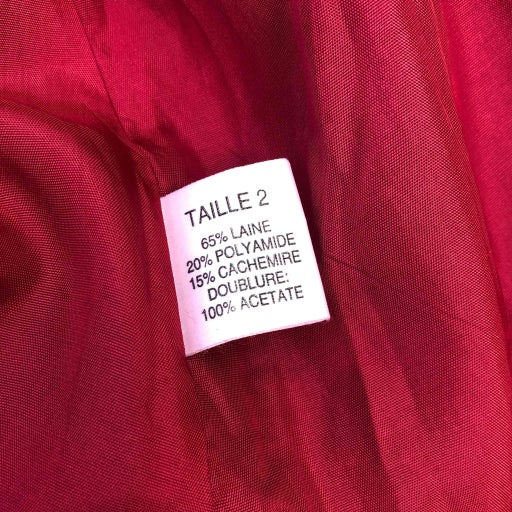 TAILLE 2
65% LAINE
20% POLYAMIDE
15% CACHEMIRE
DOUBLURE:
100% ACETATE